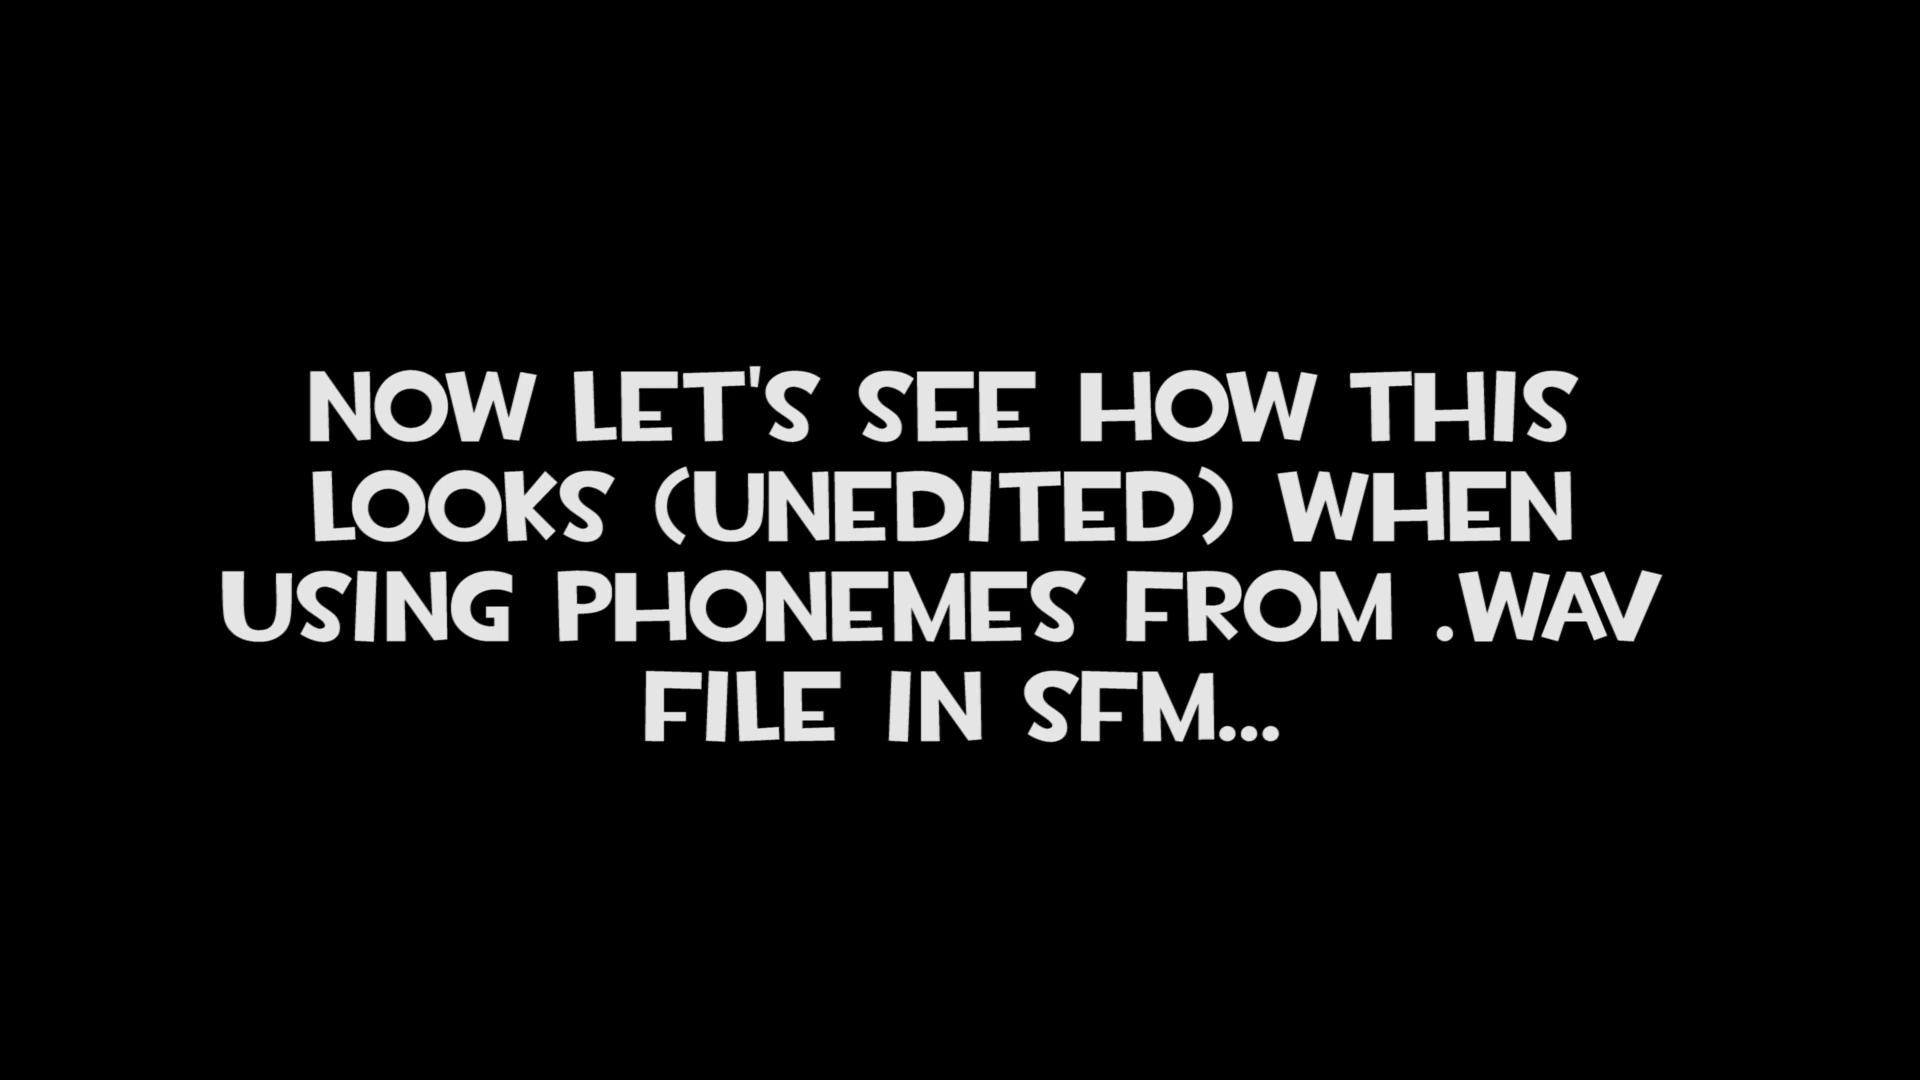 NOW LET'S SEE HOW THIS
LOOKS (UNEDITED) WHEN
USING PHONEMES FROM .WAV
FILE IN SFM...